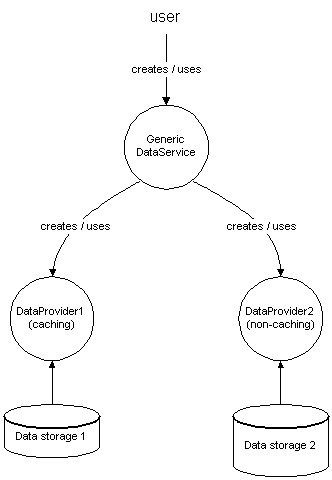 user
creates / uses
Generic
DataService
creates / uses
creates / uses
DataProvider1
(caching)
DataProvider2
(non-caching)
Data storage 1
Data storage 2